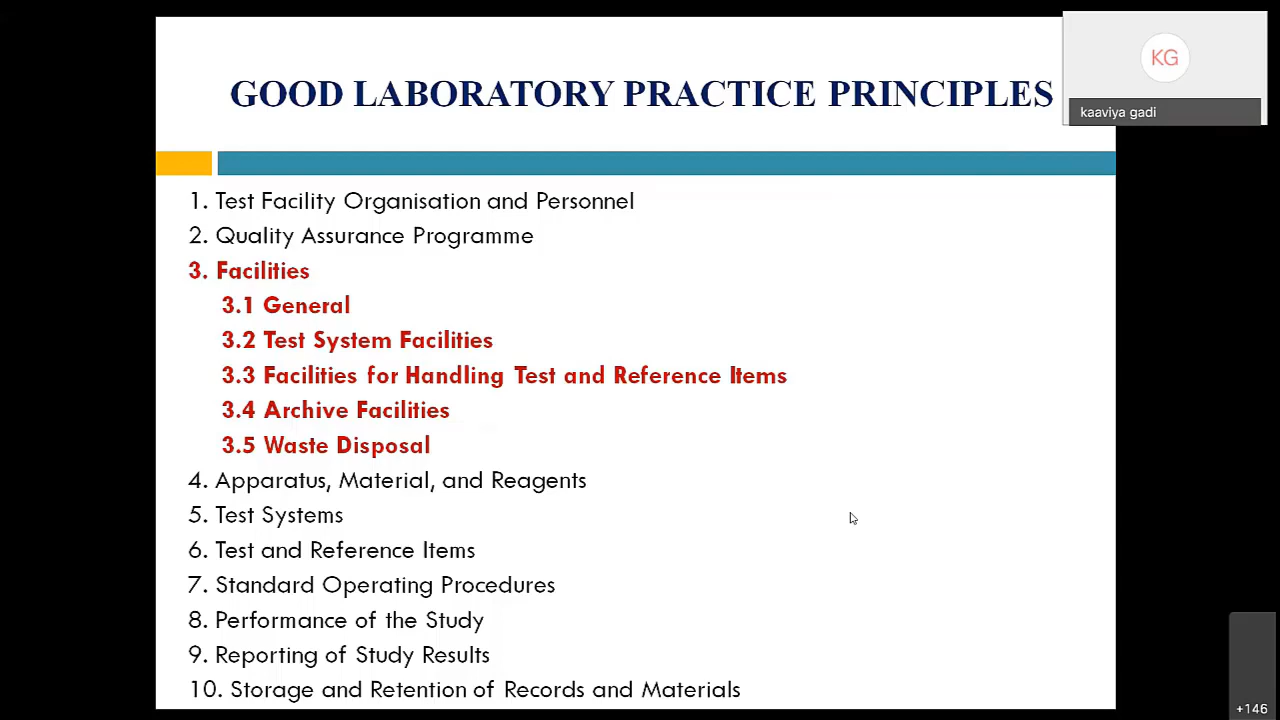 GOOD LABORATORY PRACTICE PRINCIPLES
KG
kaaviya gadi
1. Test Facility Organisation and Personnel
2. Quality Assurance Programme
3. Facilities
3.1 General
3.2 Test System Facilities
3.3 Facilities for Handling Test and Reference Items
3.4 Archive Facilities
3.5 Waste Disposal
4. Apparatus, Material, and Reagents
5. Test Systems
6. Test and Reference Items
7. Standard Operating Procedures
8. Performance of the Study
9. Reporting of Study Results
10. Storage and Retention of Records and Materials
+146